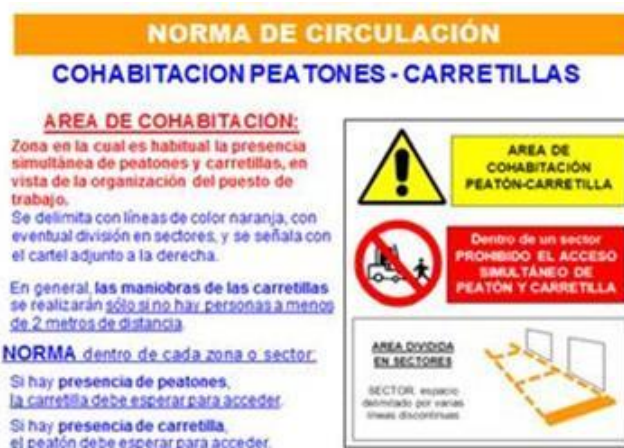 NORMA DE CIRCULACIÓN
COHABITACION PEATONES - CARRETILLAS
AREA DE COHABITACION:
Zona en la cual es habitual la presencia
simultánea de peatones y carretillas, en
vista de la organización del puesto de
trabajo.
Se delimita con líneas de color naranja, con
eventual división en sectores, y se señala con
el cartel adjunto a la derecha.
En general, las maniobras de las carretillas
se realizarán sólo si no hay personas a menos
de 2 metros de distancia.
NORMA dentro de cada zona o sector:
Si hay presencia de peatones,
la carretilla debe esperar para acceder.
Si hay presencia de carretilla,
el peatón debe esperar para acceder.
AREA DE
COHABITACIÓN
PEATÓN-CARRETILLA
Dentro de un sector
PROHIBIDO EL ACCESO
SIMULTÁNEO DE
PEATÓN Y CARRETILLA
AREA DIVIDIDA
EN SECTORES
SECTOR: espacio
delimitado por varias
líneas discontinuas